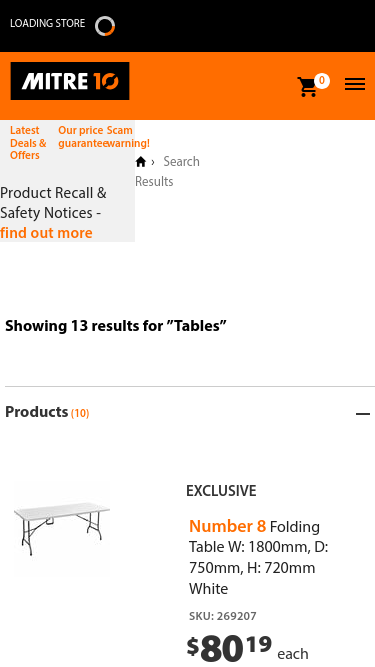 LOADING STORE
MITRE 10
0
Latest Deals & Offers
Our price guarantee
Scam warning!
› Search Results
Product Recall &
Safety Notices -
find out more
Showing 13 results for ”Tables”
Products (10)
EXCLUSIVE
Number 8 Folding
Table W: 1800mm, D:
750mm, H: 720mm
White
SKU: 269207
$80.19 each